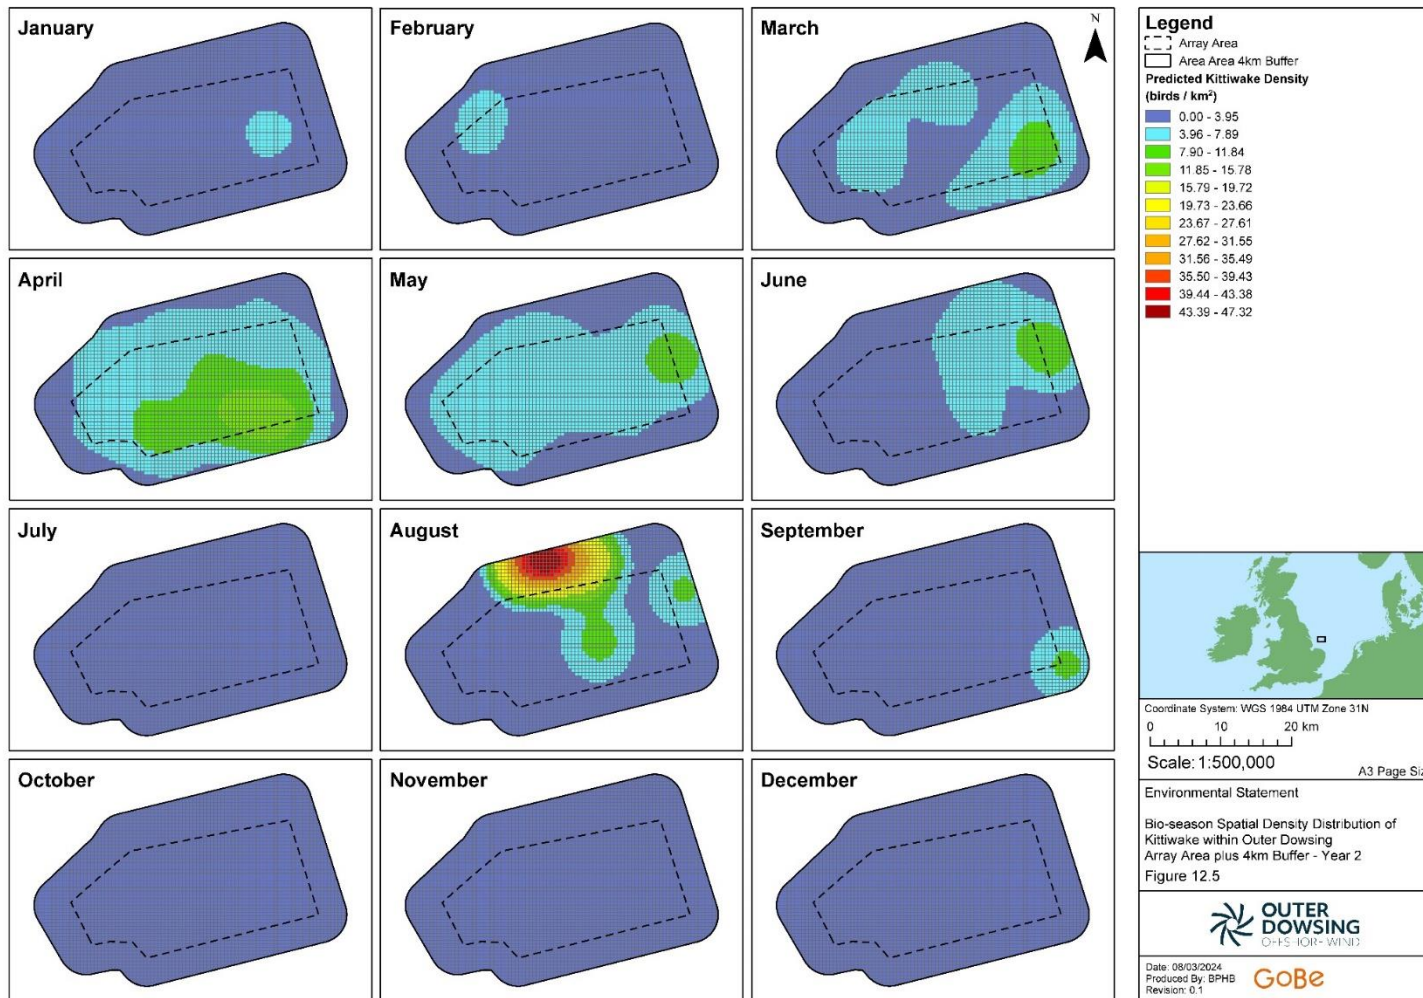 January
February
March
N
April
May
June
July
August
September
October
November
December
Legend
Array Area
Area Area 4km Buffer
Predicted Kittiwake Density
(birds / km²)
0.00 - 3.95
3.96 - 7.89
7.90 - 11.84
11.85 - 15.78
15.79 - 19.72
19.73 - 23.66
23.67 - 27.61
27.62 - 31.55
31.56 - 35.49
35.50 - 39.43
39.44 - 43.38
43.39 - 47.32
Coordinate System: WGS 1984 UTM Zone 31N
0 10 20 km
Scale: 1:500,000
A3 Page Siz
Environmental Statement
Bio-season Spatial Density Distribution of
Kittiwake within Outer Dowsing
Array Area plus 4km Buffer - Year 2
Figure 12.5
OUTER
DOWSING
OFFSHORE WIND
Date: 08/03/2024
Produced By: BPHB
Revision: 0.1
GoBe